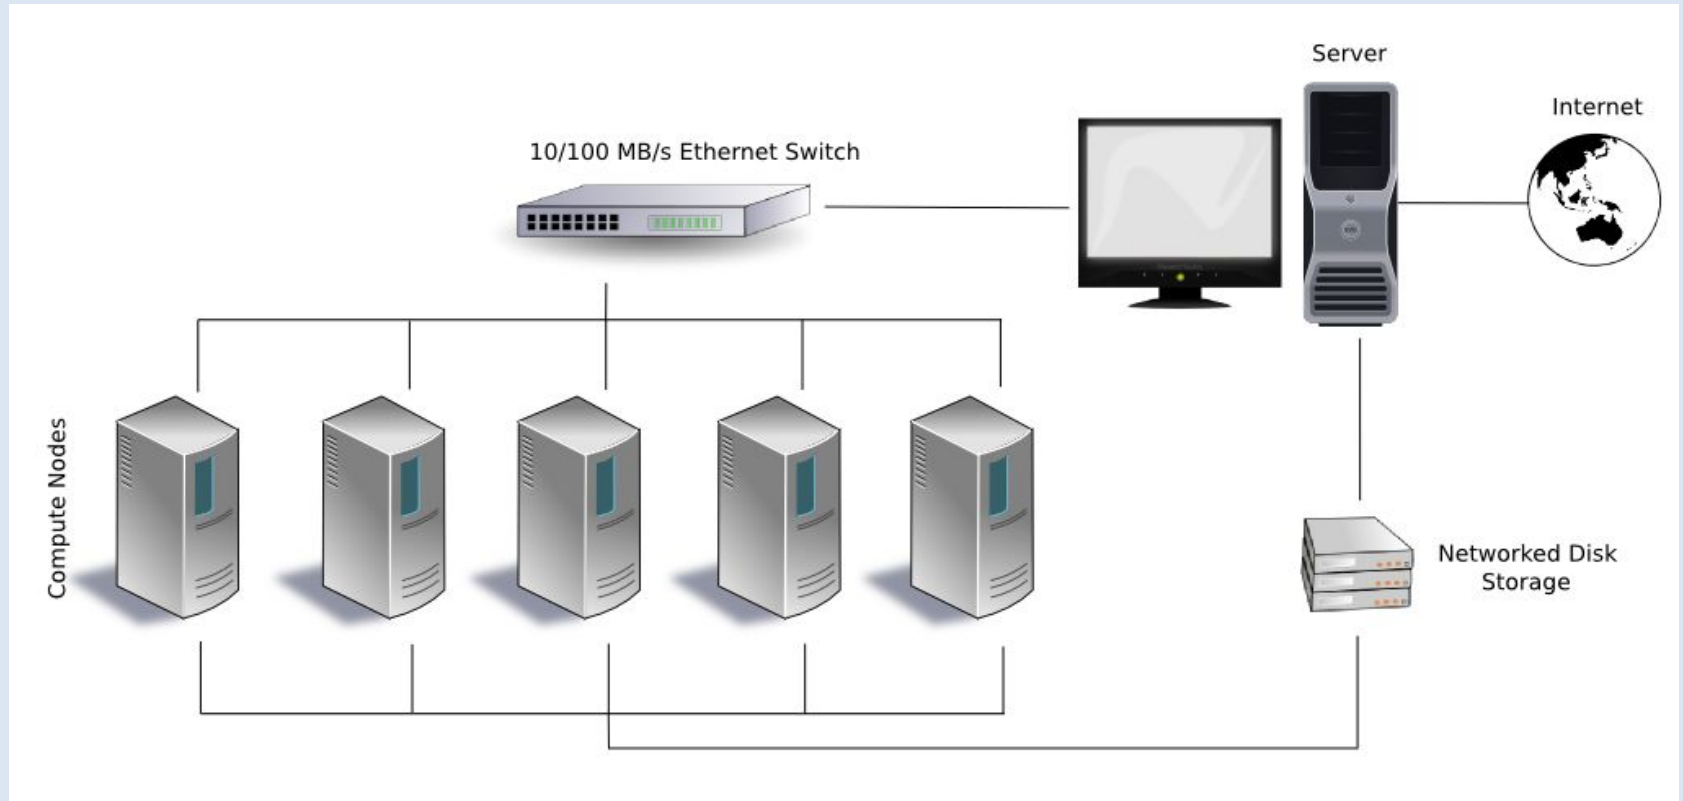 Server
Internet
10/100 MB/s Ethernet Switch
Compute Nodes
Networked Disk
Storage